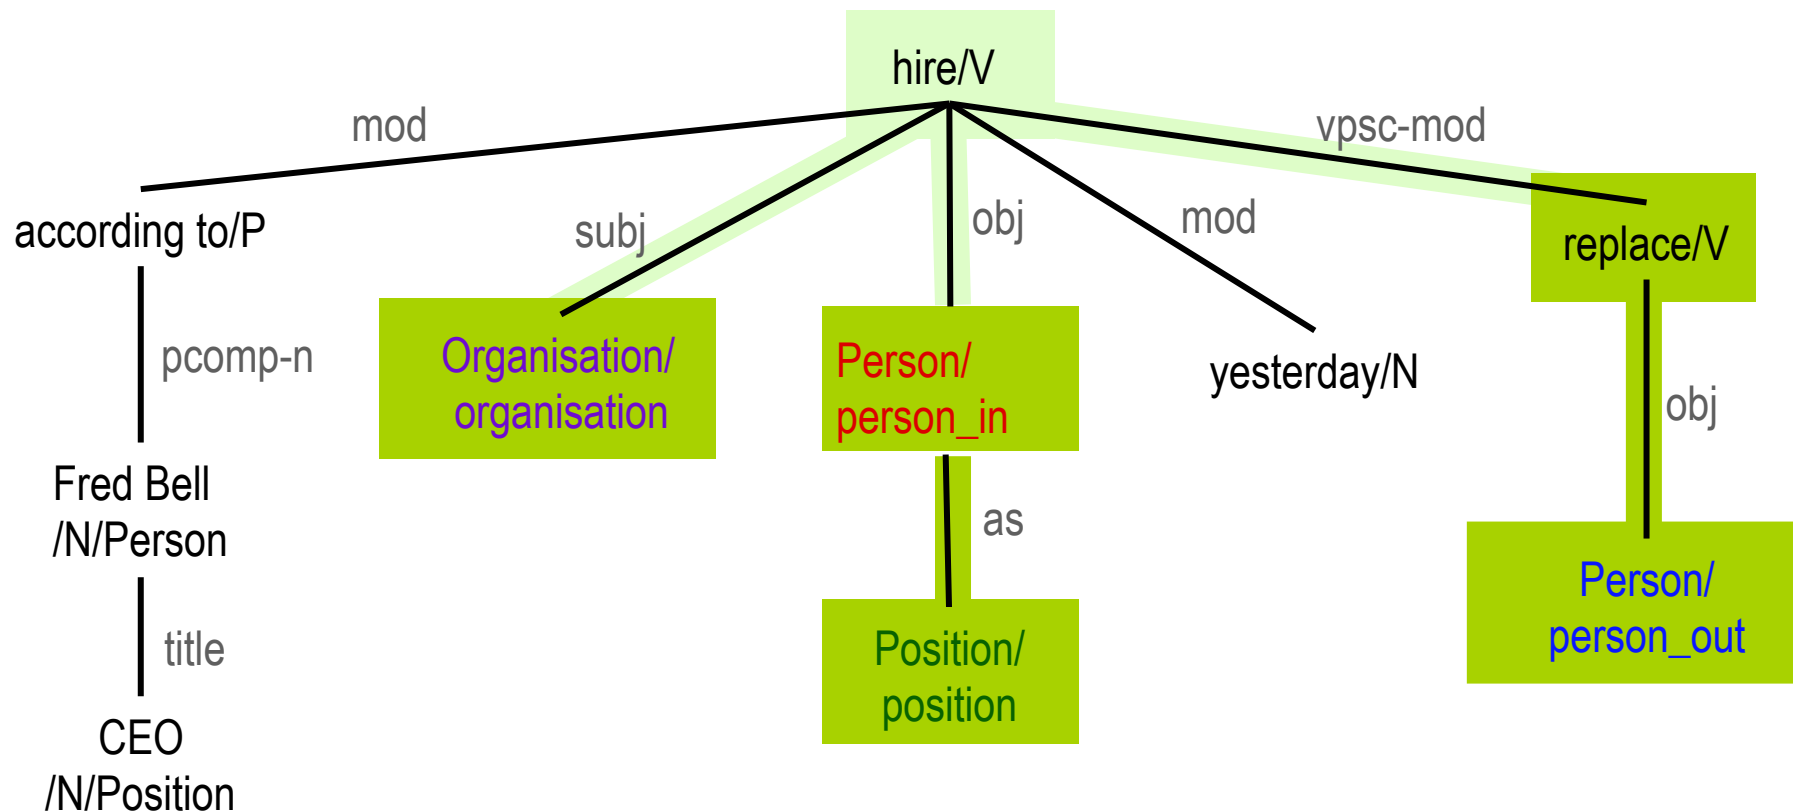 hire/V
mod
vpsc-mod
according to/P
subj
obj
mod
replace/V
pcomp-n
Organisation/
organisation
Person/
person_in
yesterday/N
obj
Fred Bell
/N/Person
as
Person/
person_out
title
Position/
position
CEO
/N/Position